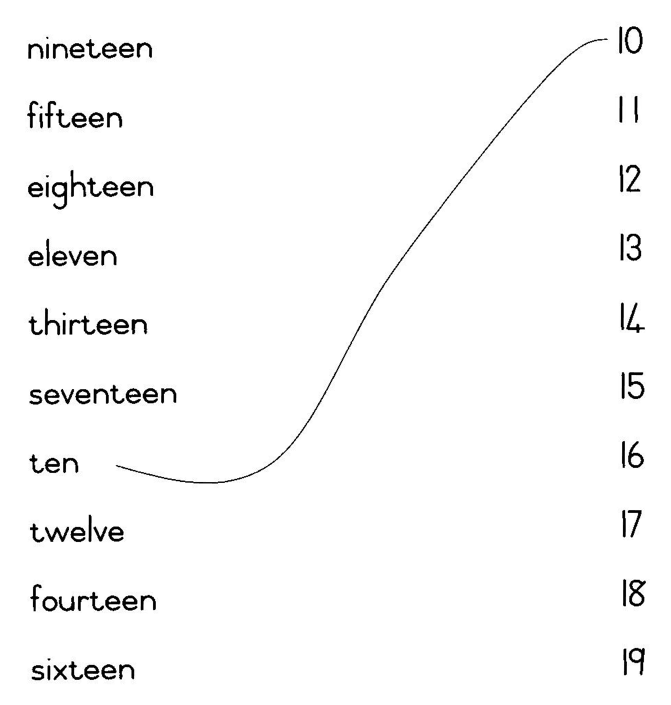 nineteen 10
fifteen 11
eighteen 12
eleven 13
thirteen 14
seventeen 15
ten 16
twelve 17
fourteen 18
sixteen 19